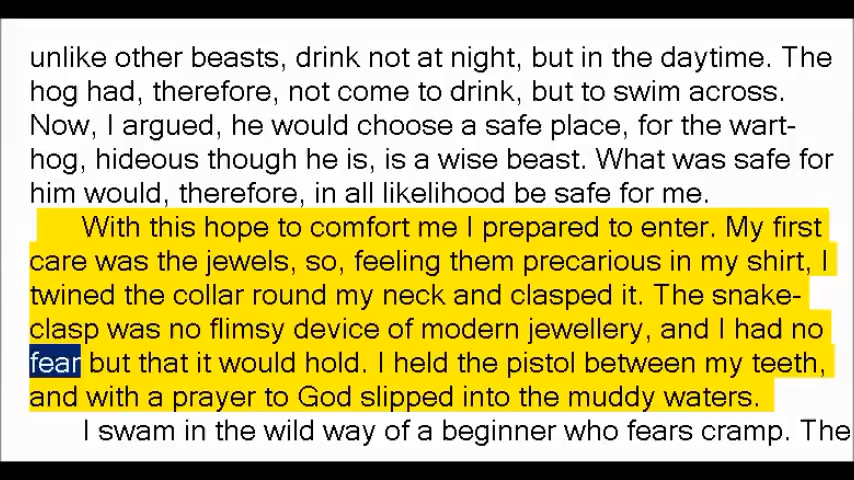 unlike other beasts, drink not at night, but in the daytime. The
hog had, therefore, not come to drink, but to swim across.
Now, I argued, he would choose a safe place, for the wart-
hog, hideous though he is, is a wise beast. What was safe for
him would, therefore, in all likelihood be safe for me.
With this hope to comfort me I prepared to enter. My first
care was the jewels, so, feeling them precarious in my shirt, I
twined the collar round my neck and clasped it. The snake-
clasp was no flimsy device of modern jewellery, and I had no
fear but that it would hold. I held the pistol between my teeth,
and with a prayer to God slipped into the muddy waters.
I swam in the wild way of a beginner who fears cramp. The